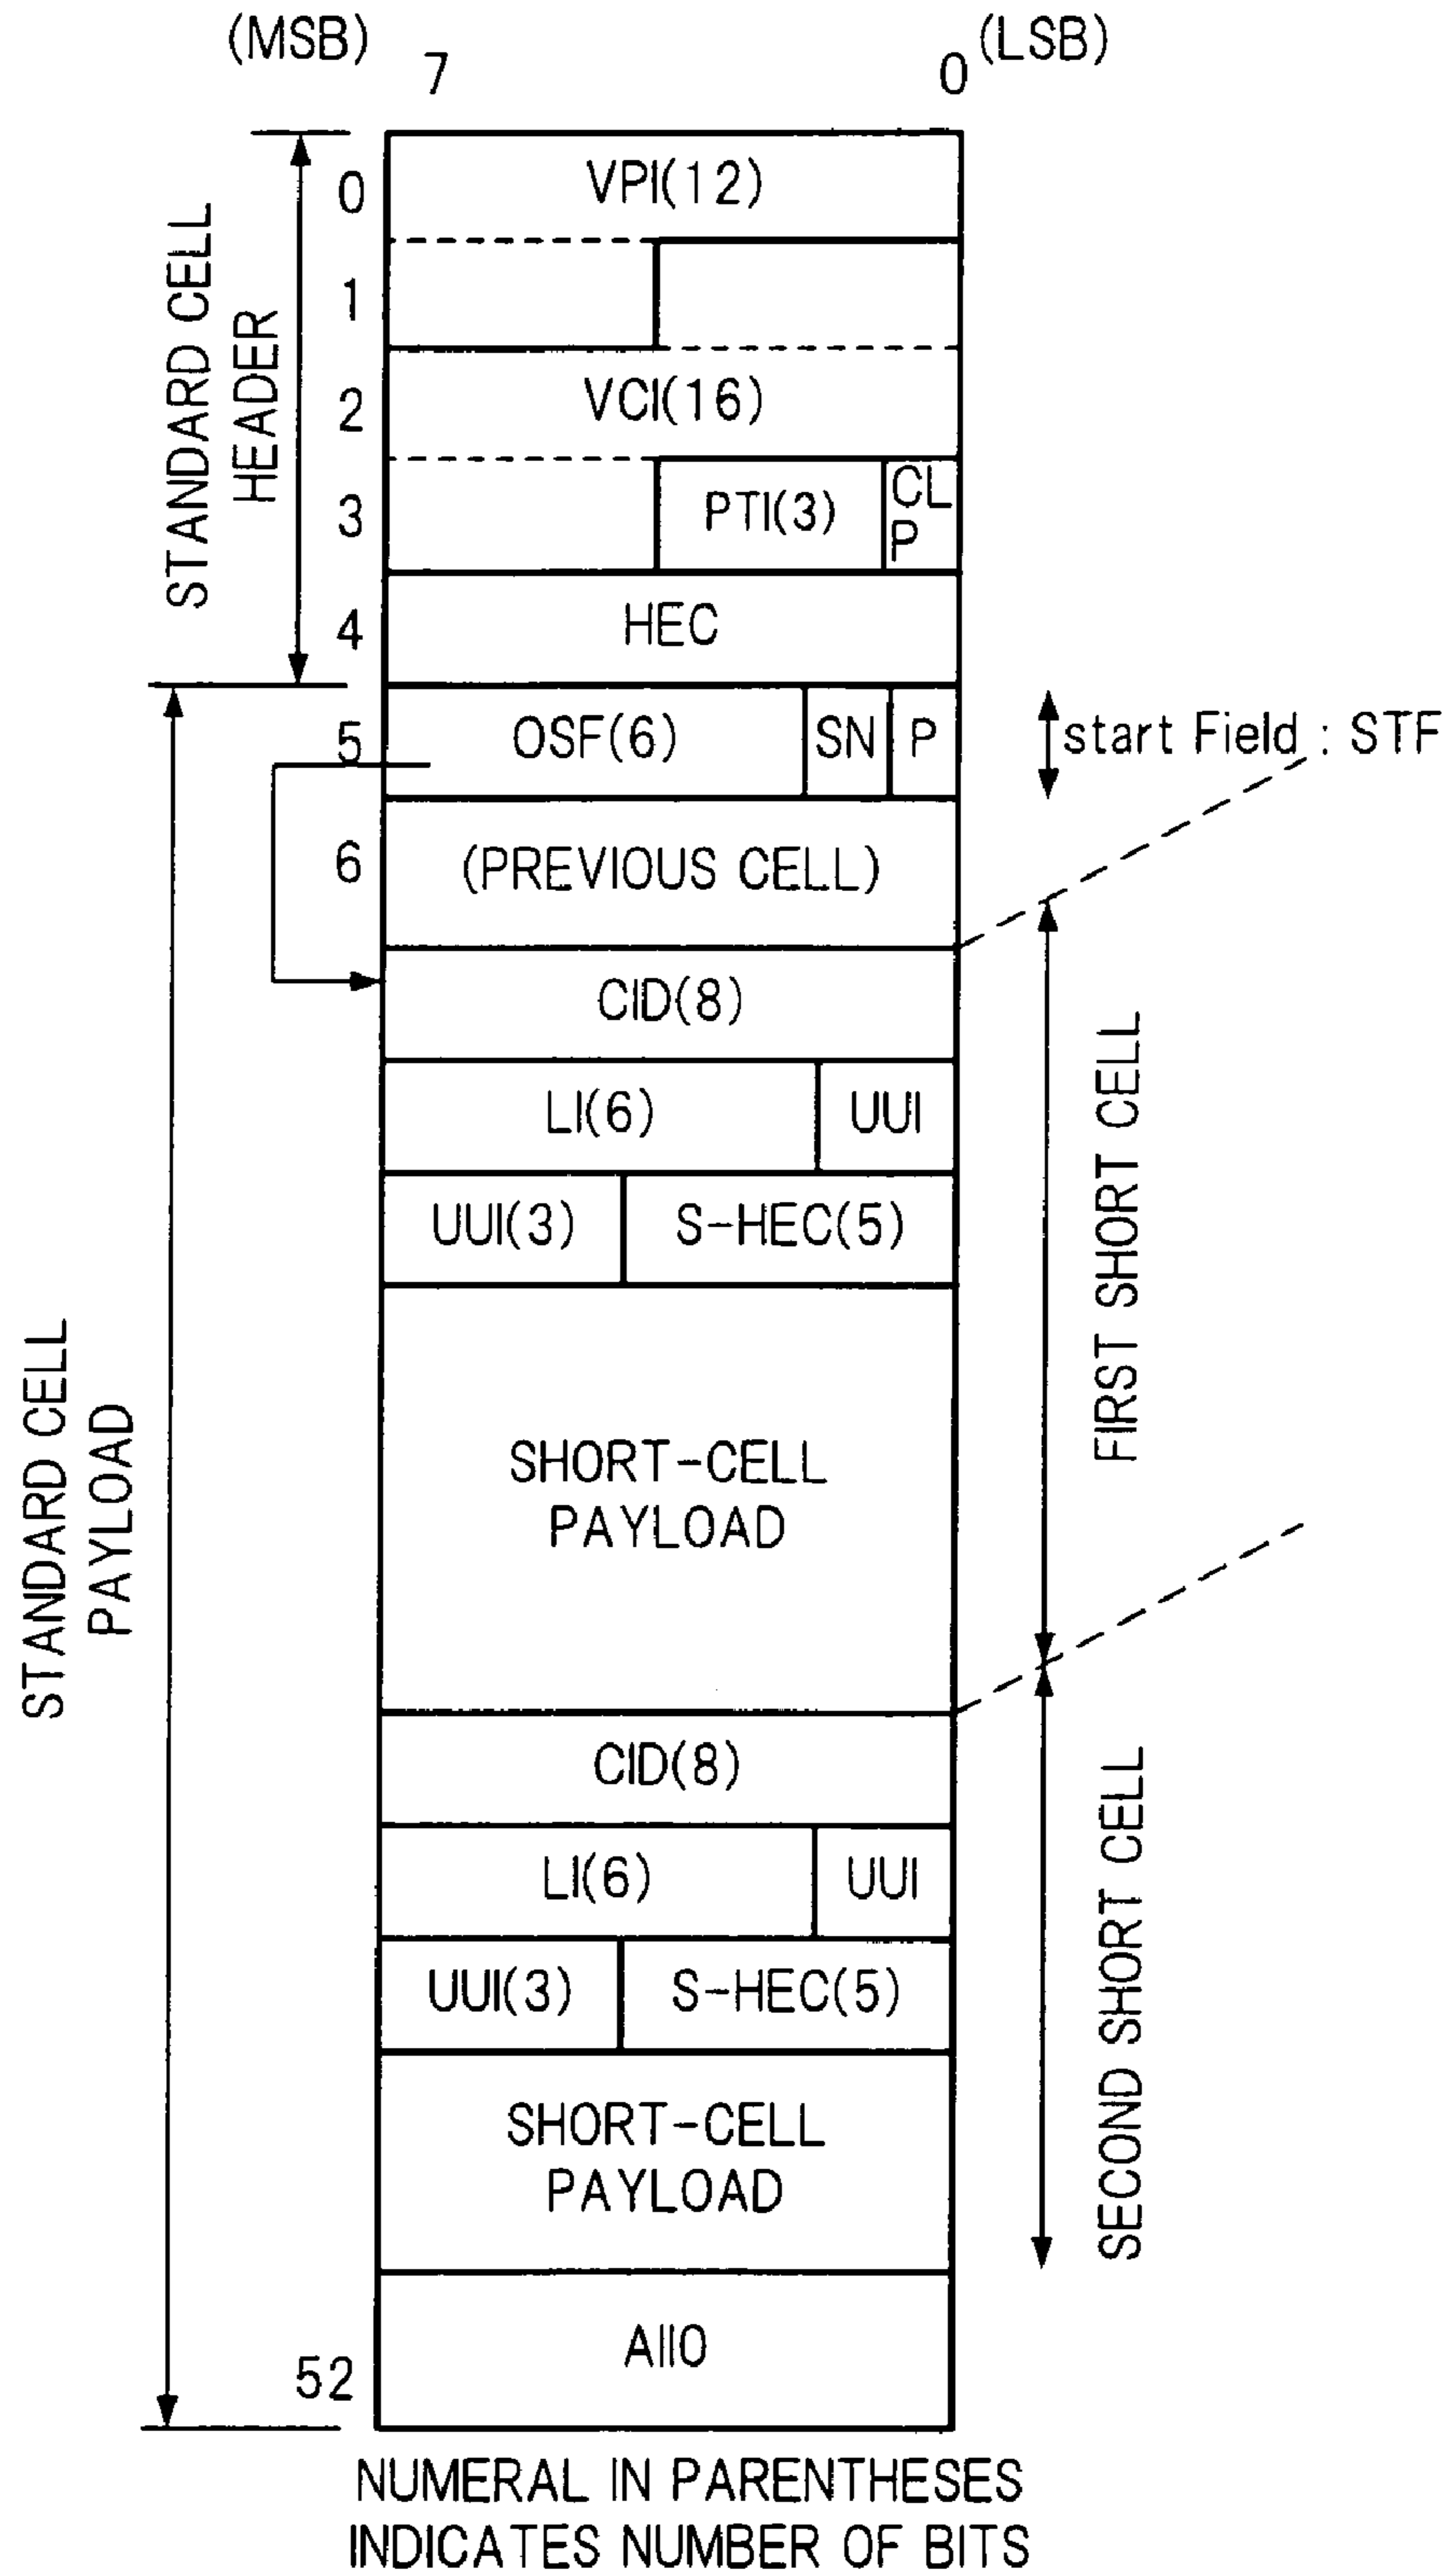 (MSB) 7 0 (LSB)
STANDARD CELL
HEADER
0 VPI(12)
1
2 VCI(16)
3 PTI(3) CL
P
4 HEC
5 OSF(6) SN P start Field : STF
6 (PREVIOUS CELL)
CID(8)
LI(6) UUI
UUI(3) S-HEC(5)
SHORT-CELL
PAYLOAD
FIRST SHORT CELL
STANDARD CELL
PAYLOAD
CID(8)
LI(6) UUI
UUI(3) S-HEC(5)
SHORT-CELL
PAYLOAD
SECOND SHORT CELL
All0
52
NUMERAL IN PARENTHESES
INDICATES NUMBER OF BITS